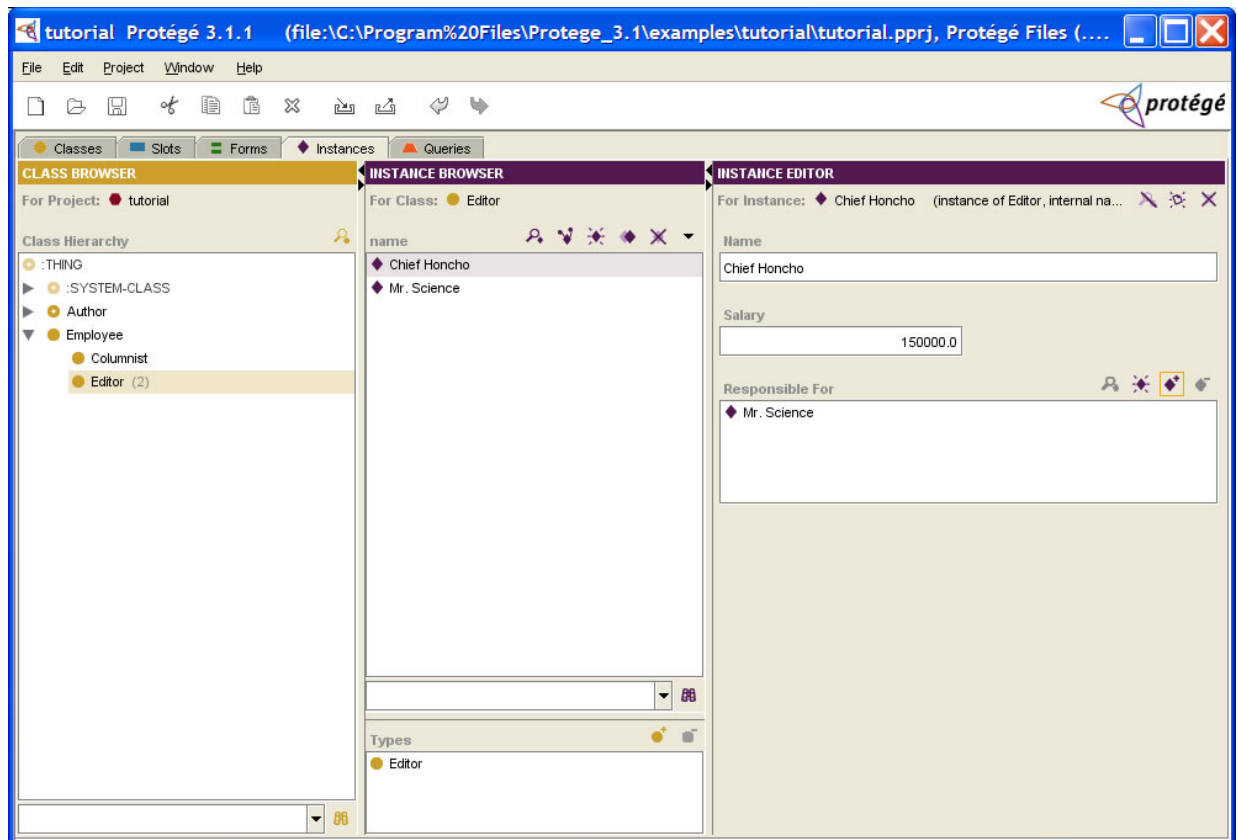 tutorial Protégé 3.1.1 (file:\C:\Program%20Files\Protege_3.1\examples\tutorial\tutorial.pprj, Protégé Files (....
File Edit Project Window Help
protégé
Classes Slots Forms Instances Queries
CLASS BROWSER
For Project: tutorial
Class Hierarchy
:THING
:SYSTEM-CLASS
Author
Employee
Columnist
Editor (2)
INSTANCE BROWSER
For Class: Editor
name
Chief Honcho
Mr. Science
Types
Editor
INSTANCE EDITOR
For Instance: Chief Honcho (instance of Editor, internal na...
Name
Chief Honcho
Salary
150000.0
Responsible For
Mr. Science